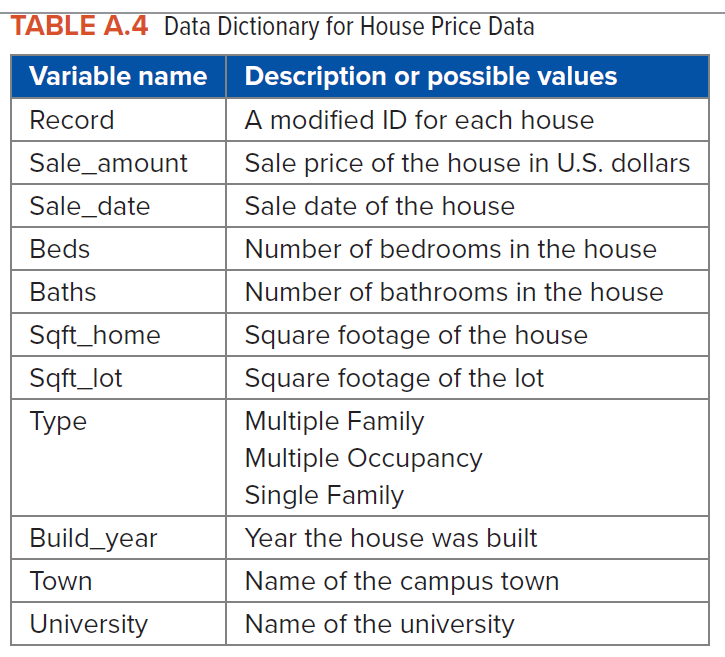 TABLE A.4 Data Dictionary for House Price Data
Variable name Description or possible values
Record A modified ID for each house
Sale_amount Sale price of the house in U.S. dollars
Sale_date Sale date of the house
Beds Number of bedrooms in the house
Baths Number of bathrooms in the house
Sqft_home Square footage of the house
Sqft_lot Square footage of the lot
Type Multiple Family
Multiple Occupancy
Single Family
Build_year Year the house was built
Town Name of the campus town
University Name of the university